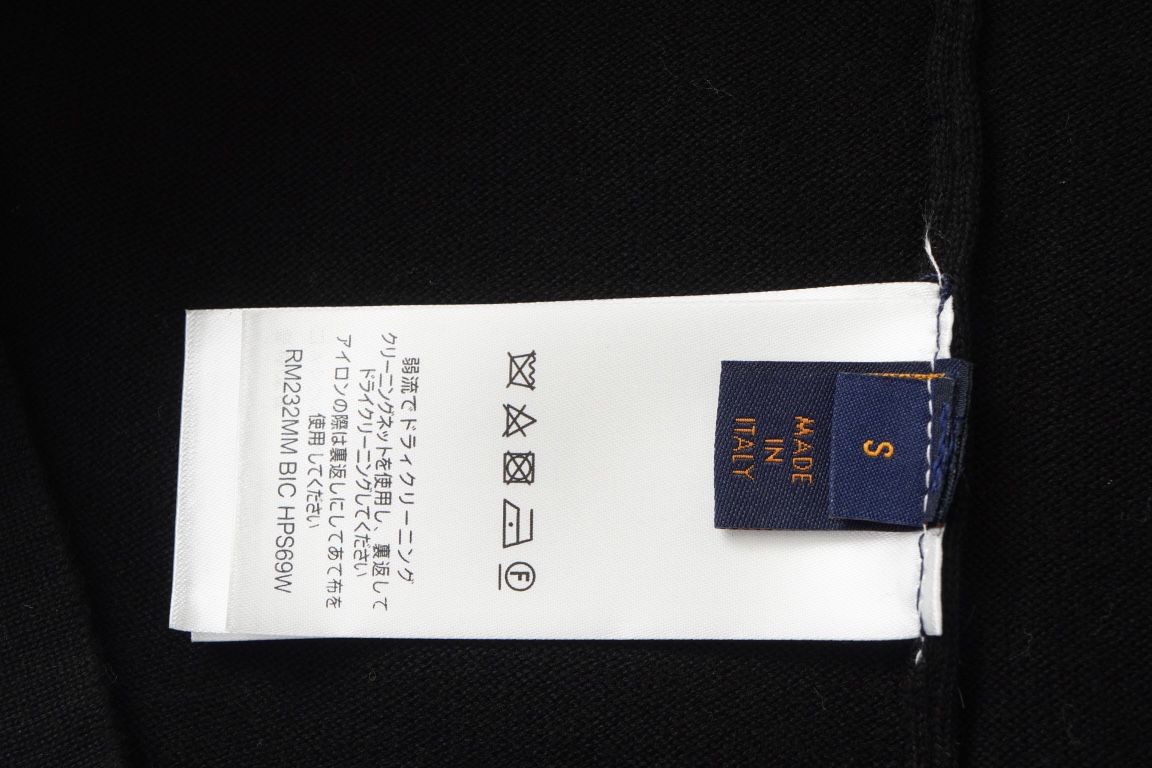 S
MADE
IN
ITALY
F
弱流でドライクリーニング
クリーニングネットを使用し、裏返して
ドライクリーニングしてください
アイロンの際は裏返しにしてあて布を
使用してください
RM232MM BIC HPS69W